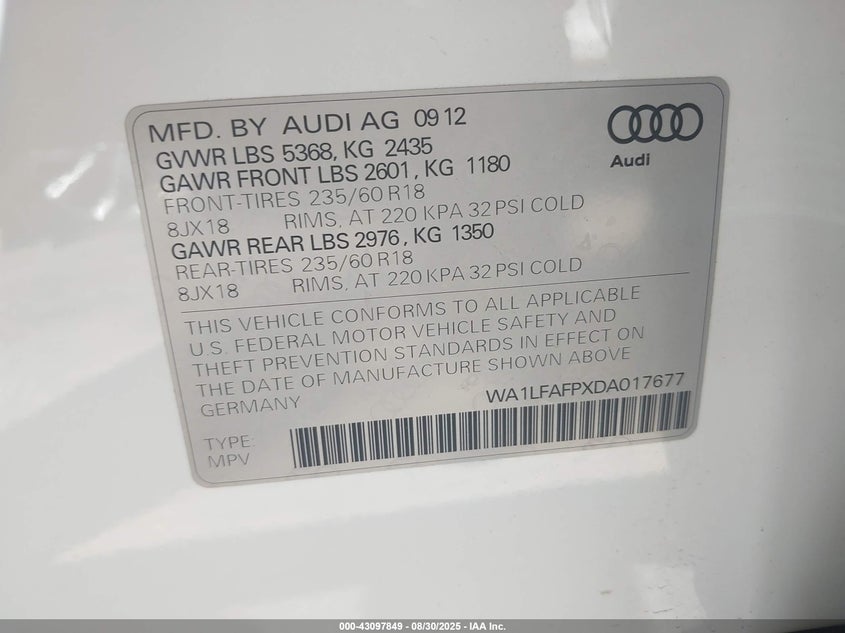 MFD. BY AUDI AG 09 12
GVWR LBS 5368, KG 2435
GAWR FRONT LBS 2601, KG 1180
FRONT-TIRES 235/60 R18
8JX18 RIMS, AT 220 KPA 32 PSI COLD
GAWR REAR LBS 2976, KG 1350
REAR-TIRES 235/60 R18
8JX18 RIMS, AT 220 KPA 32 PSI COLD
Audi
THIS VEHICLE CONFORMS TO ALL APPLICABLE
U.S. FEDERAL MOTOR VEHICLE SAFETY AND
THEFT PREVENTION STANDARDS IN EFFECT ON
THE DATE OF MANUFACTURE SHOWN ABOVE
GERMANY
WA1LFAFPXDA017677
TYPE:
MPV
000-43097849 - 08/30/2025 - IAA Inc.